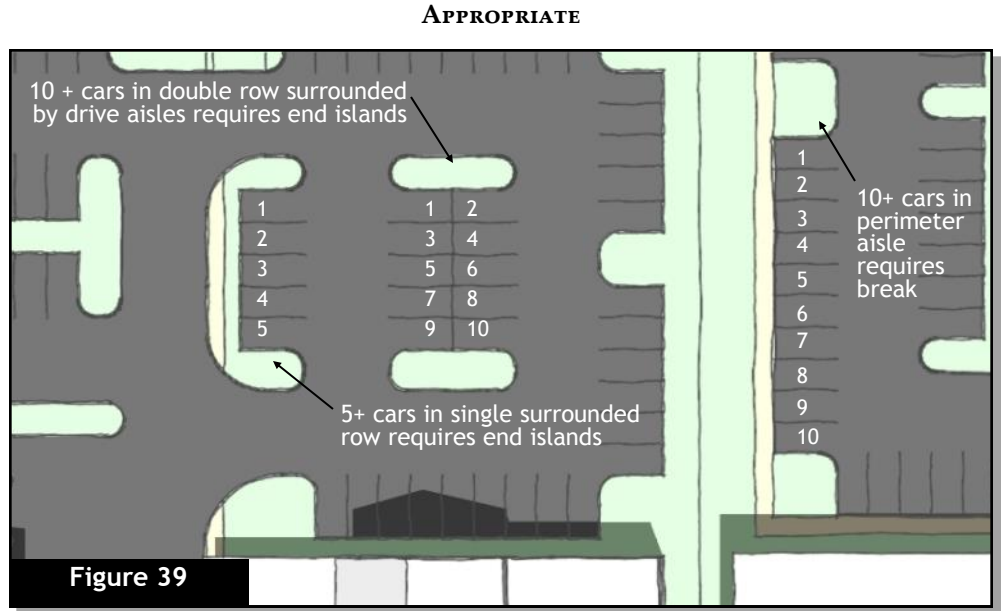 APPROPRIATE
10 + cars in double row surrounded
by drive aisles requires end islands
1
2
3
4
5
1 2
3 4
5 6
7 8
9 10
1
2
3
4
5
6
7
8
9
10
10+ cars in
perimeter
aisle
requires
break
5+ cars in single surrounded
row requires end islands
Figure 39